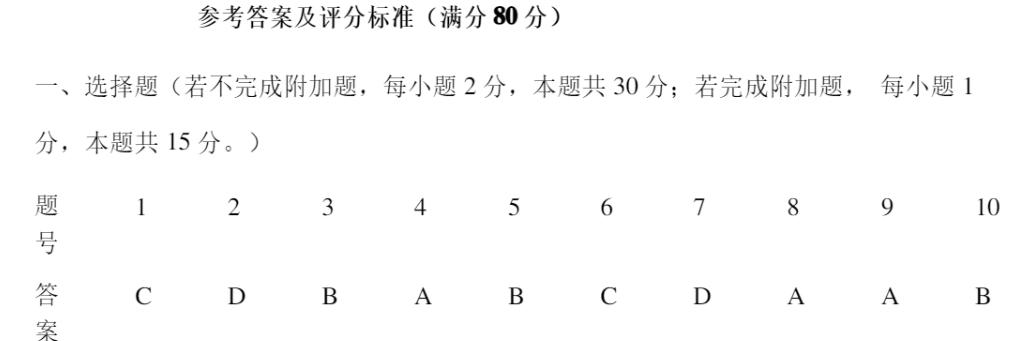 参考答案及评分标准（满分 80 分）
一、选择题（若不完成附加题，每小题 2 分，本题共 30 分；若完成附加题， 每小题 1
分，本题共 15 分。）
题号 1 2 3 4 5 6 7 8 9 10
答案 C D B A B C D A A B